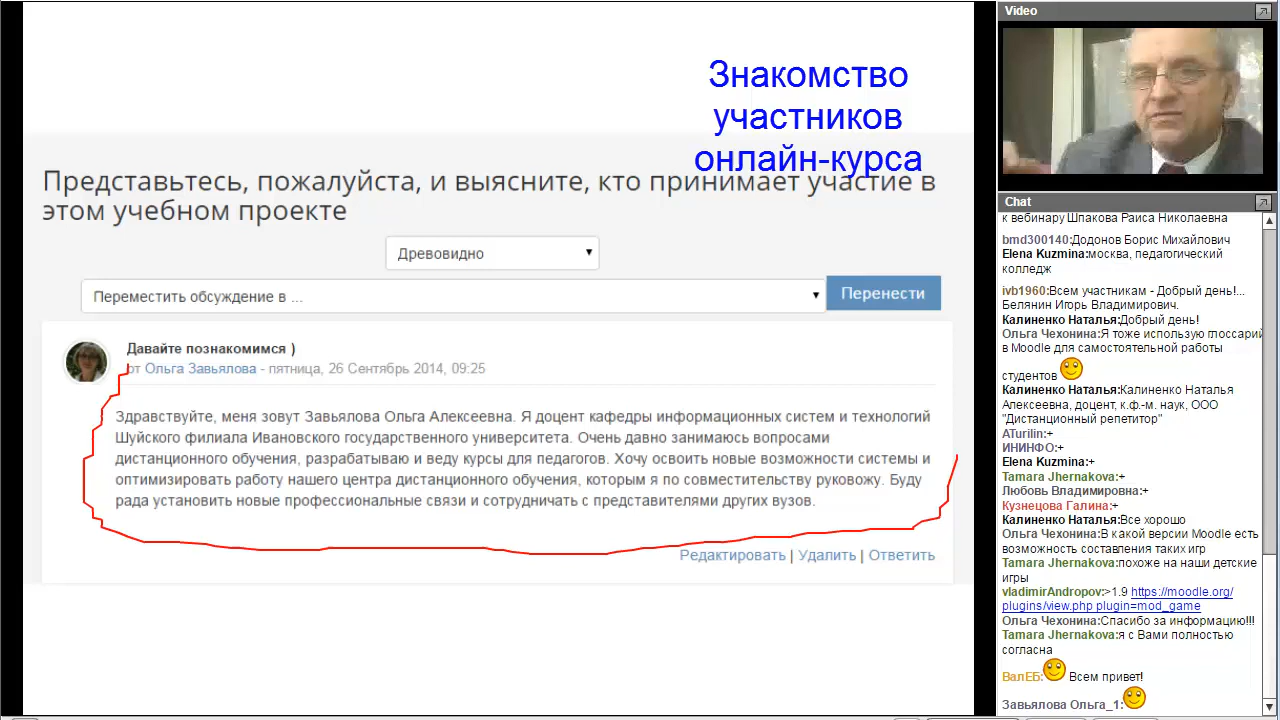 Знакомство
участников
онлайн-курса
Представьтесь, пожалуйста, и выясните, кто принимает участие в
этом учебном проекте
Древовидно
Переместить обсуждение в ...
Перенести
Давайте познакомимся )
от Ольга Завьялова - пятница, 26 Сентябрь 2014, 09:25
Здравствуйте, меня зовут Завьялова Ольга Алексеевна. Я доцент кафедры информационных систем и технологий
Шуйского филиала Ивановского государственного университета. Очень давно занимаюсь вопросами
дистанционного обучения, разрабатываю и веду курсы для педагогов. Хочу освоить новые возможности системы и
оптимизировать работу нашего центра дистанционного обучения, которым я по совместительству руковожу. Буду
рада установить новые профессиональные связи и сотрудничать с представителями других вузов.
Редактировать | Удалить | Ответить
Video
Chat
к вебинару Шпакова Раиса Николаевна
bmd300140:Додонов Борис Михайлович
Elena Kuzmina:москва, педагогический
колледж
ivb1960:Всем участникам - Добрый день!...
Белянин Игорь Владимирович.
Калиненко Наталья:Добрый день!
Ольга Чехонина:Я тоже использую глоссарий
в Moodle для самостоятельной работы
студентов
Калиненко Наталья:Калиненко Наталья
Алексеевна, доцент, к.ф.-м. наук, ООО
"Дистанционный репетитор"
ATurilin:+
ИНИНФО:+
Elena Kuzmina:+
Tamara Jhernakova:+
Любовь Владимировна:+
Кузнецова Галина:+
Калиненко Наталья:Все хорошо
Ольга Чехонина:В какой версии Moodle есть
возможность составления таких игр
Tamara Jhernakova:похоже на наши детские
игры
vladimirAndropov:>1.9 https://moodle.org/
plugins/view.php plugin=mod_game
Ольга Чехонина:Спасибо за информацию!!!
Tamara Jhernakova:я с Вами полностью
согласна
ВалЕБ: Всем привет!
Завьялова Ольга_1: